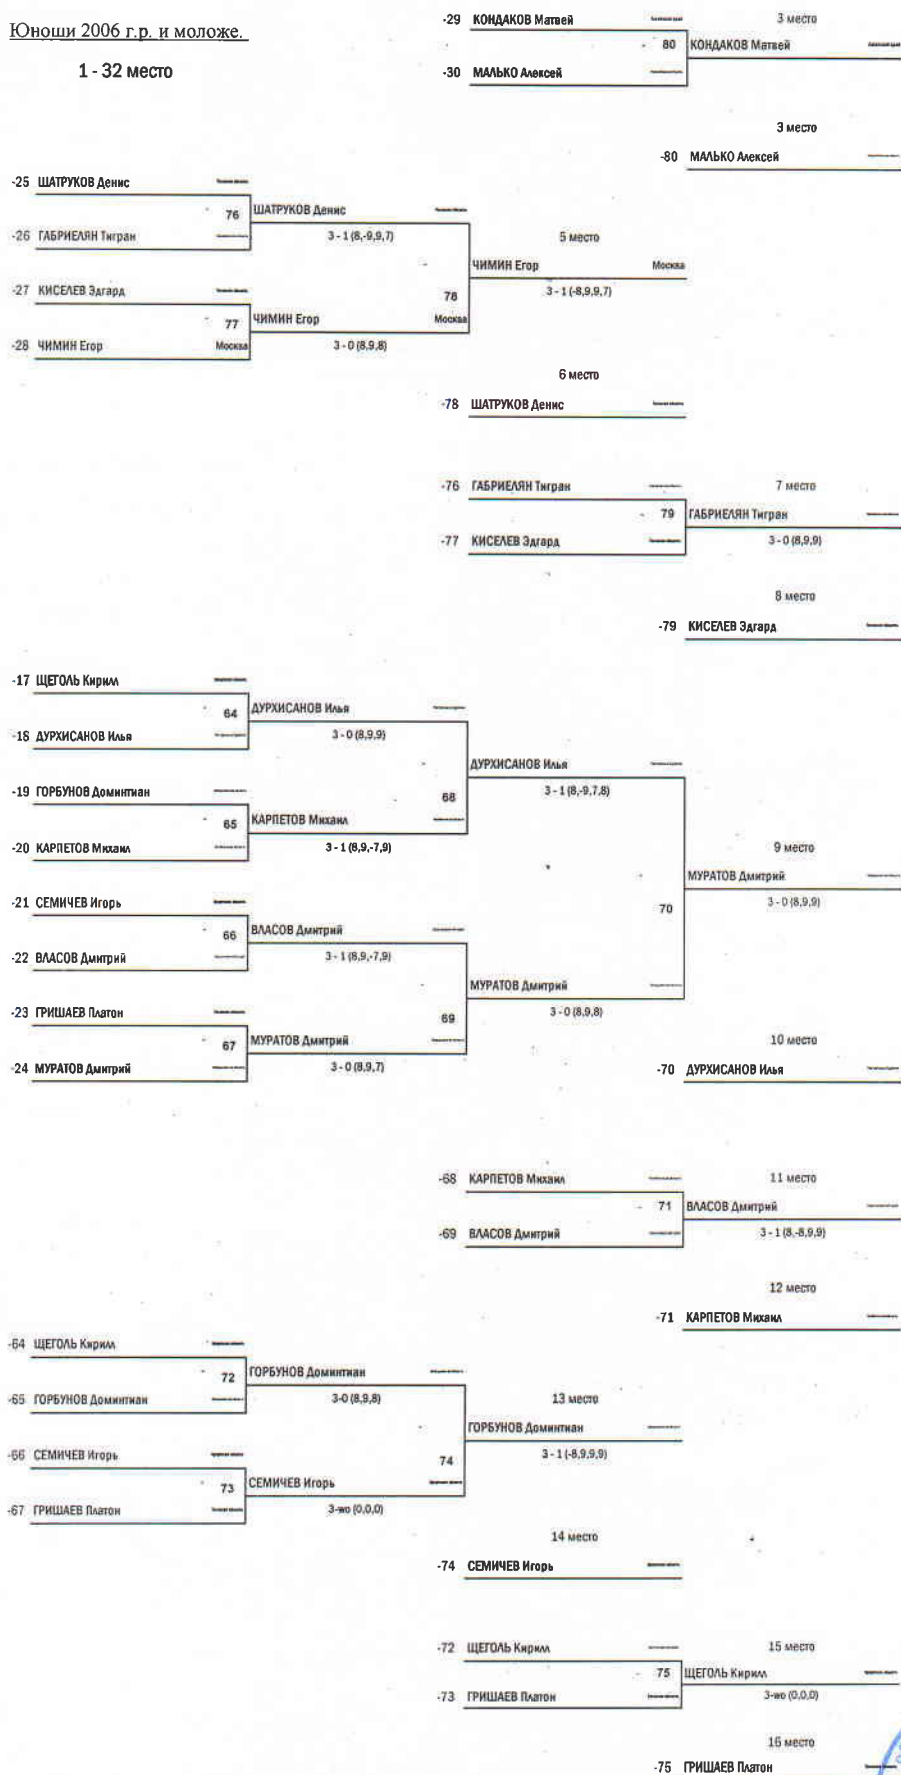 Юноши 2006 г.р. и моложе.
1 - 32 место
-29 КОНДАКОВ Матвей
3 место
80 КОНДАКОВ Матвей
-30 МАЛЬКО Алексей
3 место
-80 МАЛЬКО Алексей
-25 ШАТРУКОВ Денис
76 ШАТРУКОВ Денис
-26 ГАБРИЕЛЯН Тигран
3 - 1 (8,-9,9,7)
5 место
ЧИМИН Егор Москва
-27 КИСЕЛЕВ Эдгард
78
3 - 1 (-8,9,9,7)
77 ЧИМИН Егор Москва
-28 ЧИМИН Егор Москва
3 - 0 (8,9,8)
6 место
-78 ШАТРУКОВ Денис
-76 ГАБРИЕЛЯН Тигран
7 место
79 ГАБРИЕЛЯН Тигран
-77 КИСЕЛЕВ Эдгард
3 - 0 (8,9,9)
8 место
-79 КИСЕЛЕВ Эдгард
-17 ЩЕГОЛЬ Кирилл
64 ДУРХИСАНОВ Илья
-18 ДУРХИСАНОВ Илья
3 - 0 (8,9,9)
ДУРХИСАНОВ Илья
-19 ГОРБУНОВ Доминтиан
68
3 - 1 (8,-9,7,8)
65 КАРПЕТОВ Михаил
-20 КАРПЕТОВ Михаил
3 - 1 (8,9,-7,9)
9 место
МУРАТОВ Дмитрий
-21 СЕМИЧЕВ Игорь
70
3 - 0 (8,9,9)
66 ВЛАСОВ Дмитрий
-22 ВЛАСОВ Дмитрий
3 - 1 (8,9,-7,9)
МУРАТОВ Дмитрий
-23 ГРИШАЕВ Платон
69
3 - 0 (8,9,8)
67 МУРАТОВ Дмитрий
10 место
-24 МУРАТОВ Дмитрий
3 - 0 (8,9,7)
-70 ДУРХИСАНОВ Илья
-68 КАРПЕТОВ Михаил
11 место
71 ВЛАСОВ Дмитрий
-69 ВЛАСОВ Дмитрий
3 - 1 (8,-8,9,9)
12 место
-71 КАРПЕТОВ Михаил
-64 ЩЕГОЛЬ Кирилл
72 ГОРБУНОВ Доминтиан
-65 ГОРБУНОВ Доминтиан
3-0 (8,9,8)
13 место
ГОРБУНОВ Доминтиан
-66 СЕМИЧЕВ Игорь
74
3 - 1 (-8,9,9,9)
73 СЕМИЧЕВ Игорь
-67 ГРИШАЕВ Платон
3-wo (0,0,0)
14 место
-74 СЕМИЧЕВ Игорь
-72 ЩЕГОЛЬ Кирилл
15 место
75 ЩЕГОЛЬ Кирилл
-73 ГРИШАЕВ Платон
3-wo (0,0,0)
16 место
-75 ГРИШАЕВ Платон